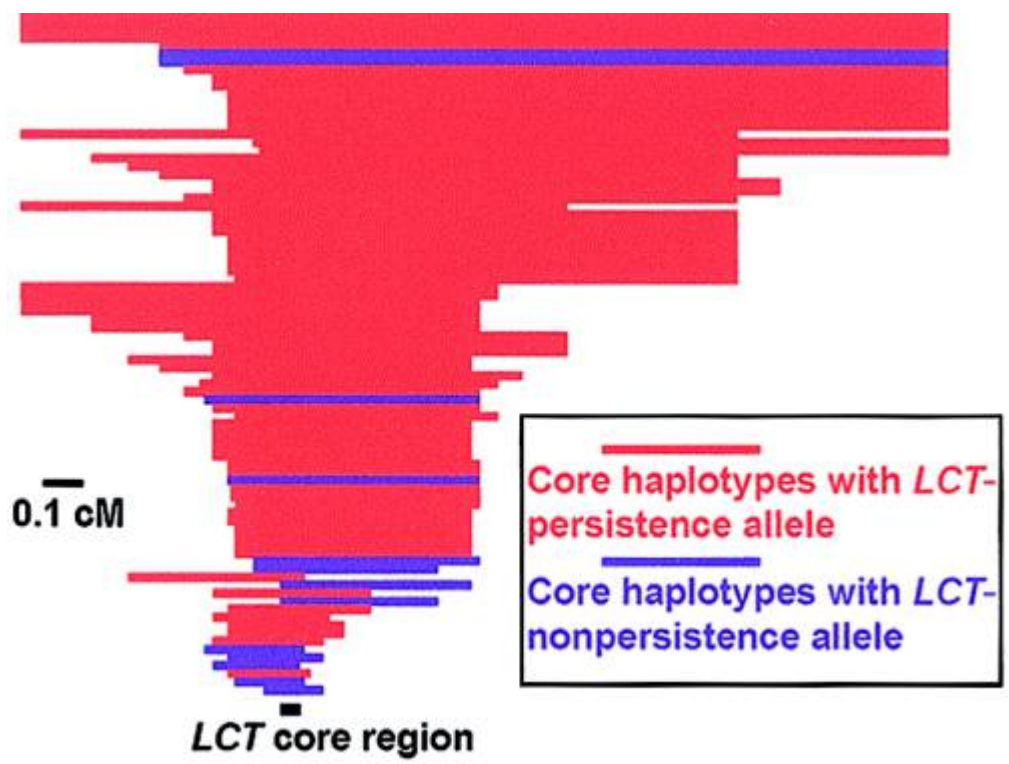 Core haplotypes with LCT-
persistence allele
0.1 cM
Core haplotypes with LCT-
nonpersistence allele
LCT core region